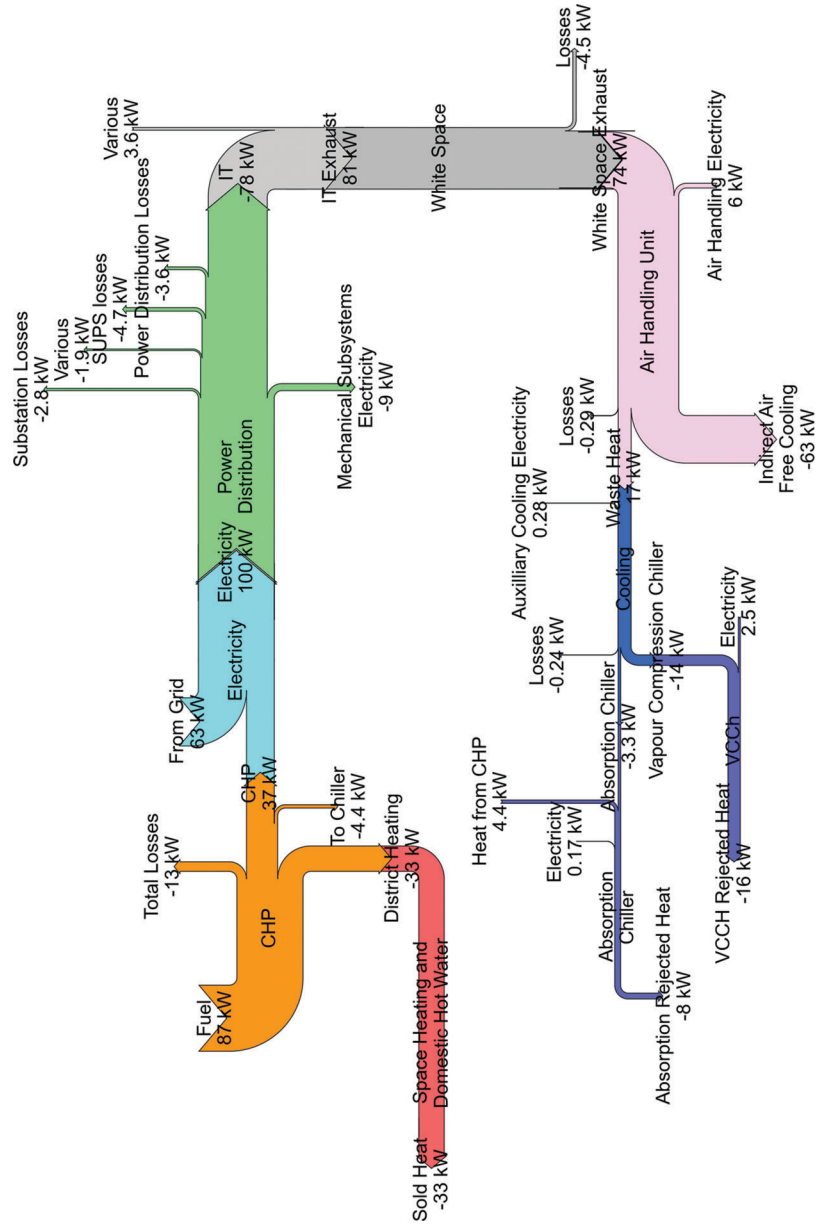 Fuel
87 kW
CHP
Total Losses
-13 kW
To Chiller
-4.4 kW
CHP
37 kW
District Heating
-33 kW
Space Heating and
Domestic Hot Water
Sold Heat
-33 kW
From Grid
63 kW
Electricity
Electricity
100 kW
Power
Distribution
Substation Losses
-2.8 kW
Various
-1.9 kW
SUPS losses
-4.7 kW
Power Distribution Losses
-3.6 kW
Mechanical Subsystems
Electricity
-9 kW
IT
-78 kW
Various
3.6 kW
IT Exhaust
81 kW
White Space
Losses
-4.5 kW
White Space Exhaust
74 kW
Air Handling Electricity
6 kW
Air Handling Unit
Indirect Air
Free Cooling
-63 kW
Losses
-0.29 kW
Waste Heat
17 kW
Auxilliary Cooling Electricity
0.28 kW
Cooling
Losses
-0.24 kW
Vapour Compression Chiller
-14 kW
Electricity
2.5 kW
VCCh
VCCH Rejected Heat
-16 kW
Absorption Chiller
-3.3 kW
Heat from CHP
4.4 kW
Electricity
0.17 kW
Absorption
Chiller
Absorption Rejected Heat
-8 kW